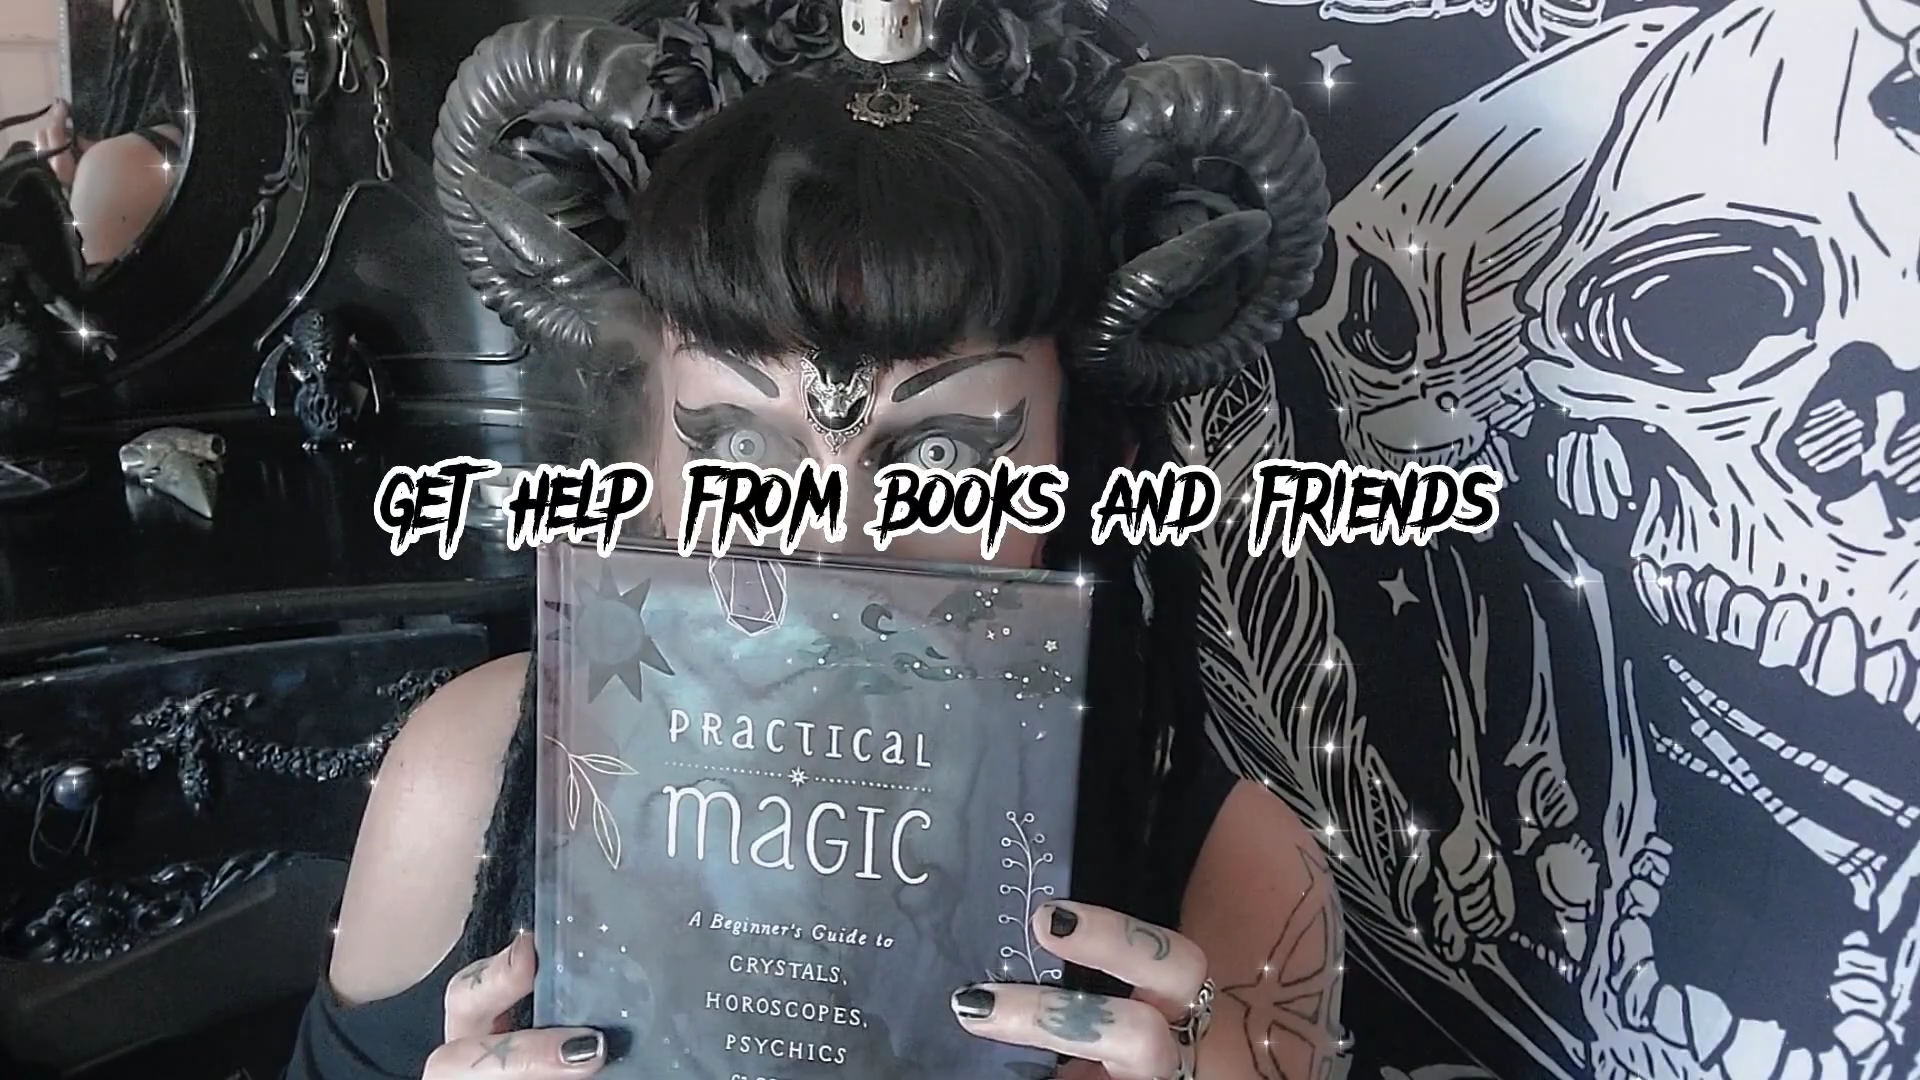 GET HELP FROM BOOKS AND FRIENDS
PRACTICAL
MAGIC
A Beginner's Guide to
CRYSTALS,
HOROSCOPES,
PSYCHICS